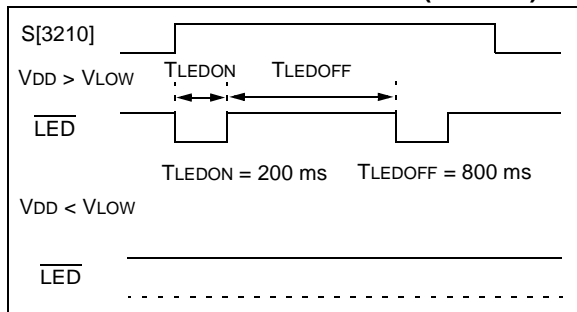 S[3210]
VDD > VLOW
TLEDON TLEDOFF
LED
TLEDON = 200 ms TLEDOFF = 800 ms
VDD < VLOW
LED